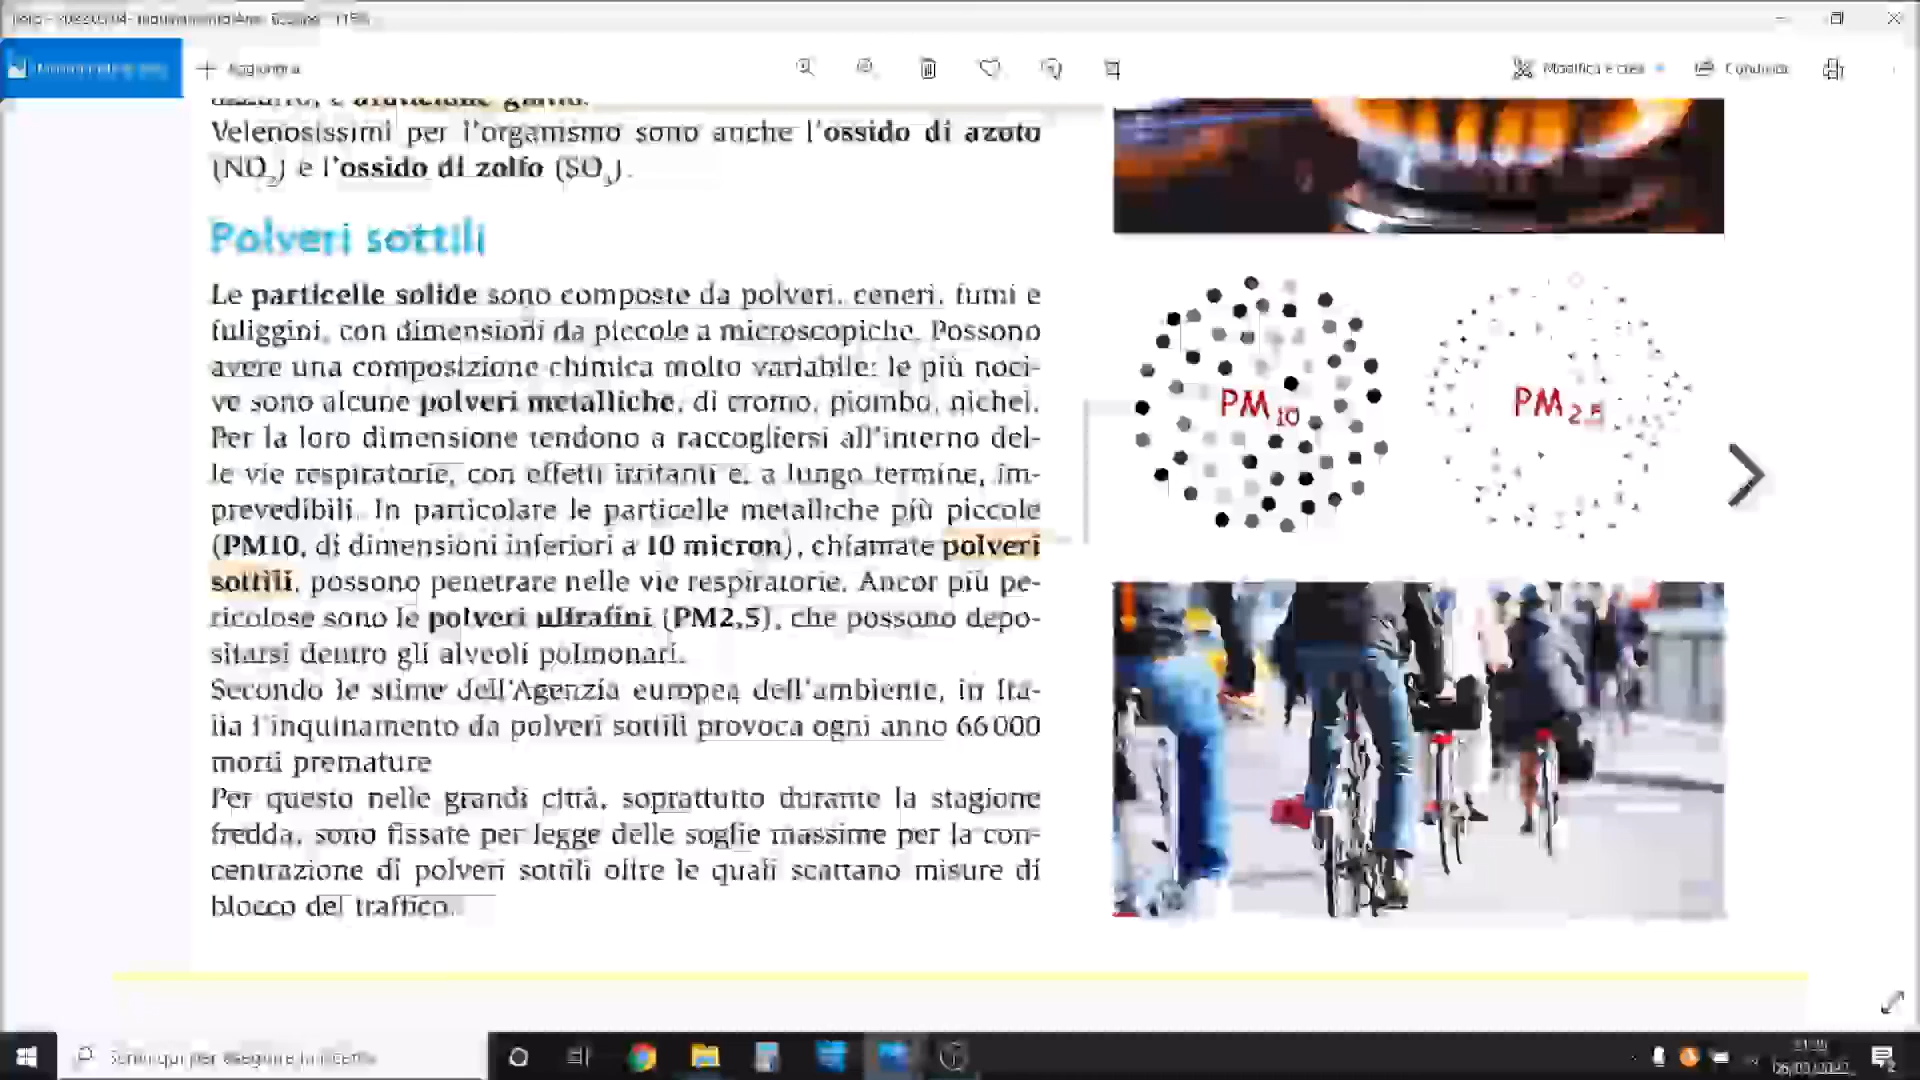 Aggiungi a
Modifica e crea
Condividi
Velenosissimi per l'organismo sono anche l'ossido di azoto
(NO2) e l'ossido di zolfo (SO3).
Polveri sottili
Le particelle solide sono composte da polveri, ceneri, fumi e
fuliggini, con dimensioni da piccole a microscopiche. Possono
avere una composizione chimica molto variabile: le più noci-
ve sono alcune polveri metalliche, di cromo, piombo, nichel.
Per la loro dimensione tendono a raccogliersi all'interno del-
le vie respiratorie, con effetti irritanti e, a lungo termine, im-
prevedibili. In particolare le particelle metalliche più piccole
(PM10, di dimensioni inferiori a 10 micron), chiamate polveri
sottili, possono penetrare nelle vie respiratorie. Ancor più pe-
ricolose sono le polveri ultrafini (PM2,5), che possono depo-
sitarsi dentro gli alveoli polmonari.
Secondo le stime dell'Agenzia europea dell'ambiente, in Ita-
lia l'inquinamento da polveri sottili provoca ogni anno 66000
morti premature
Per questo nelle grandi città, soprattutto durante la stagione
fredda, sono fissate per legge delle soglie massime per la con-
centrazione di polveri sottili oltre le quali scattano misure di
blocco del traffico.
PM10
PM2,5
Scrivi qui per eseguire la ricerca